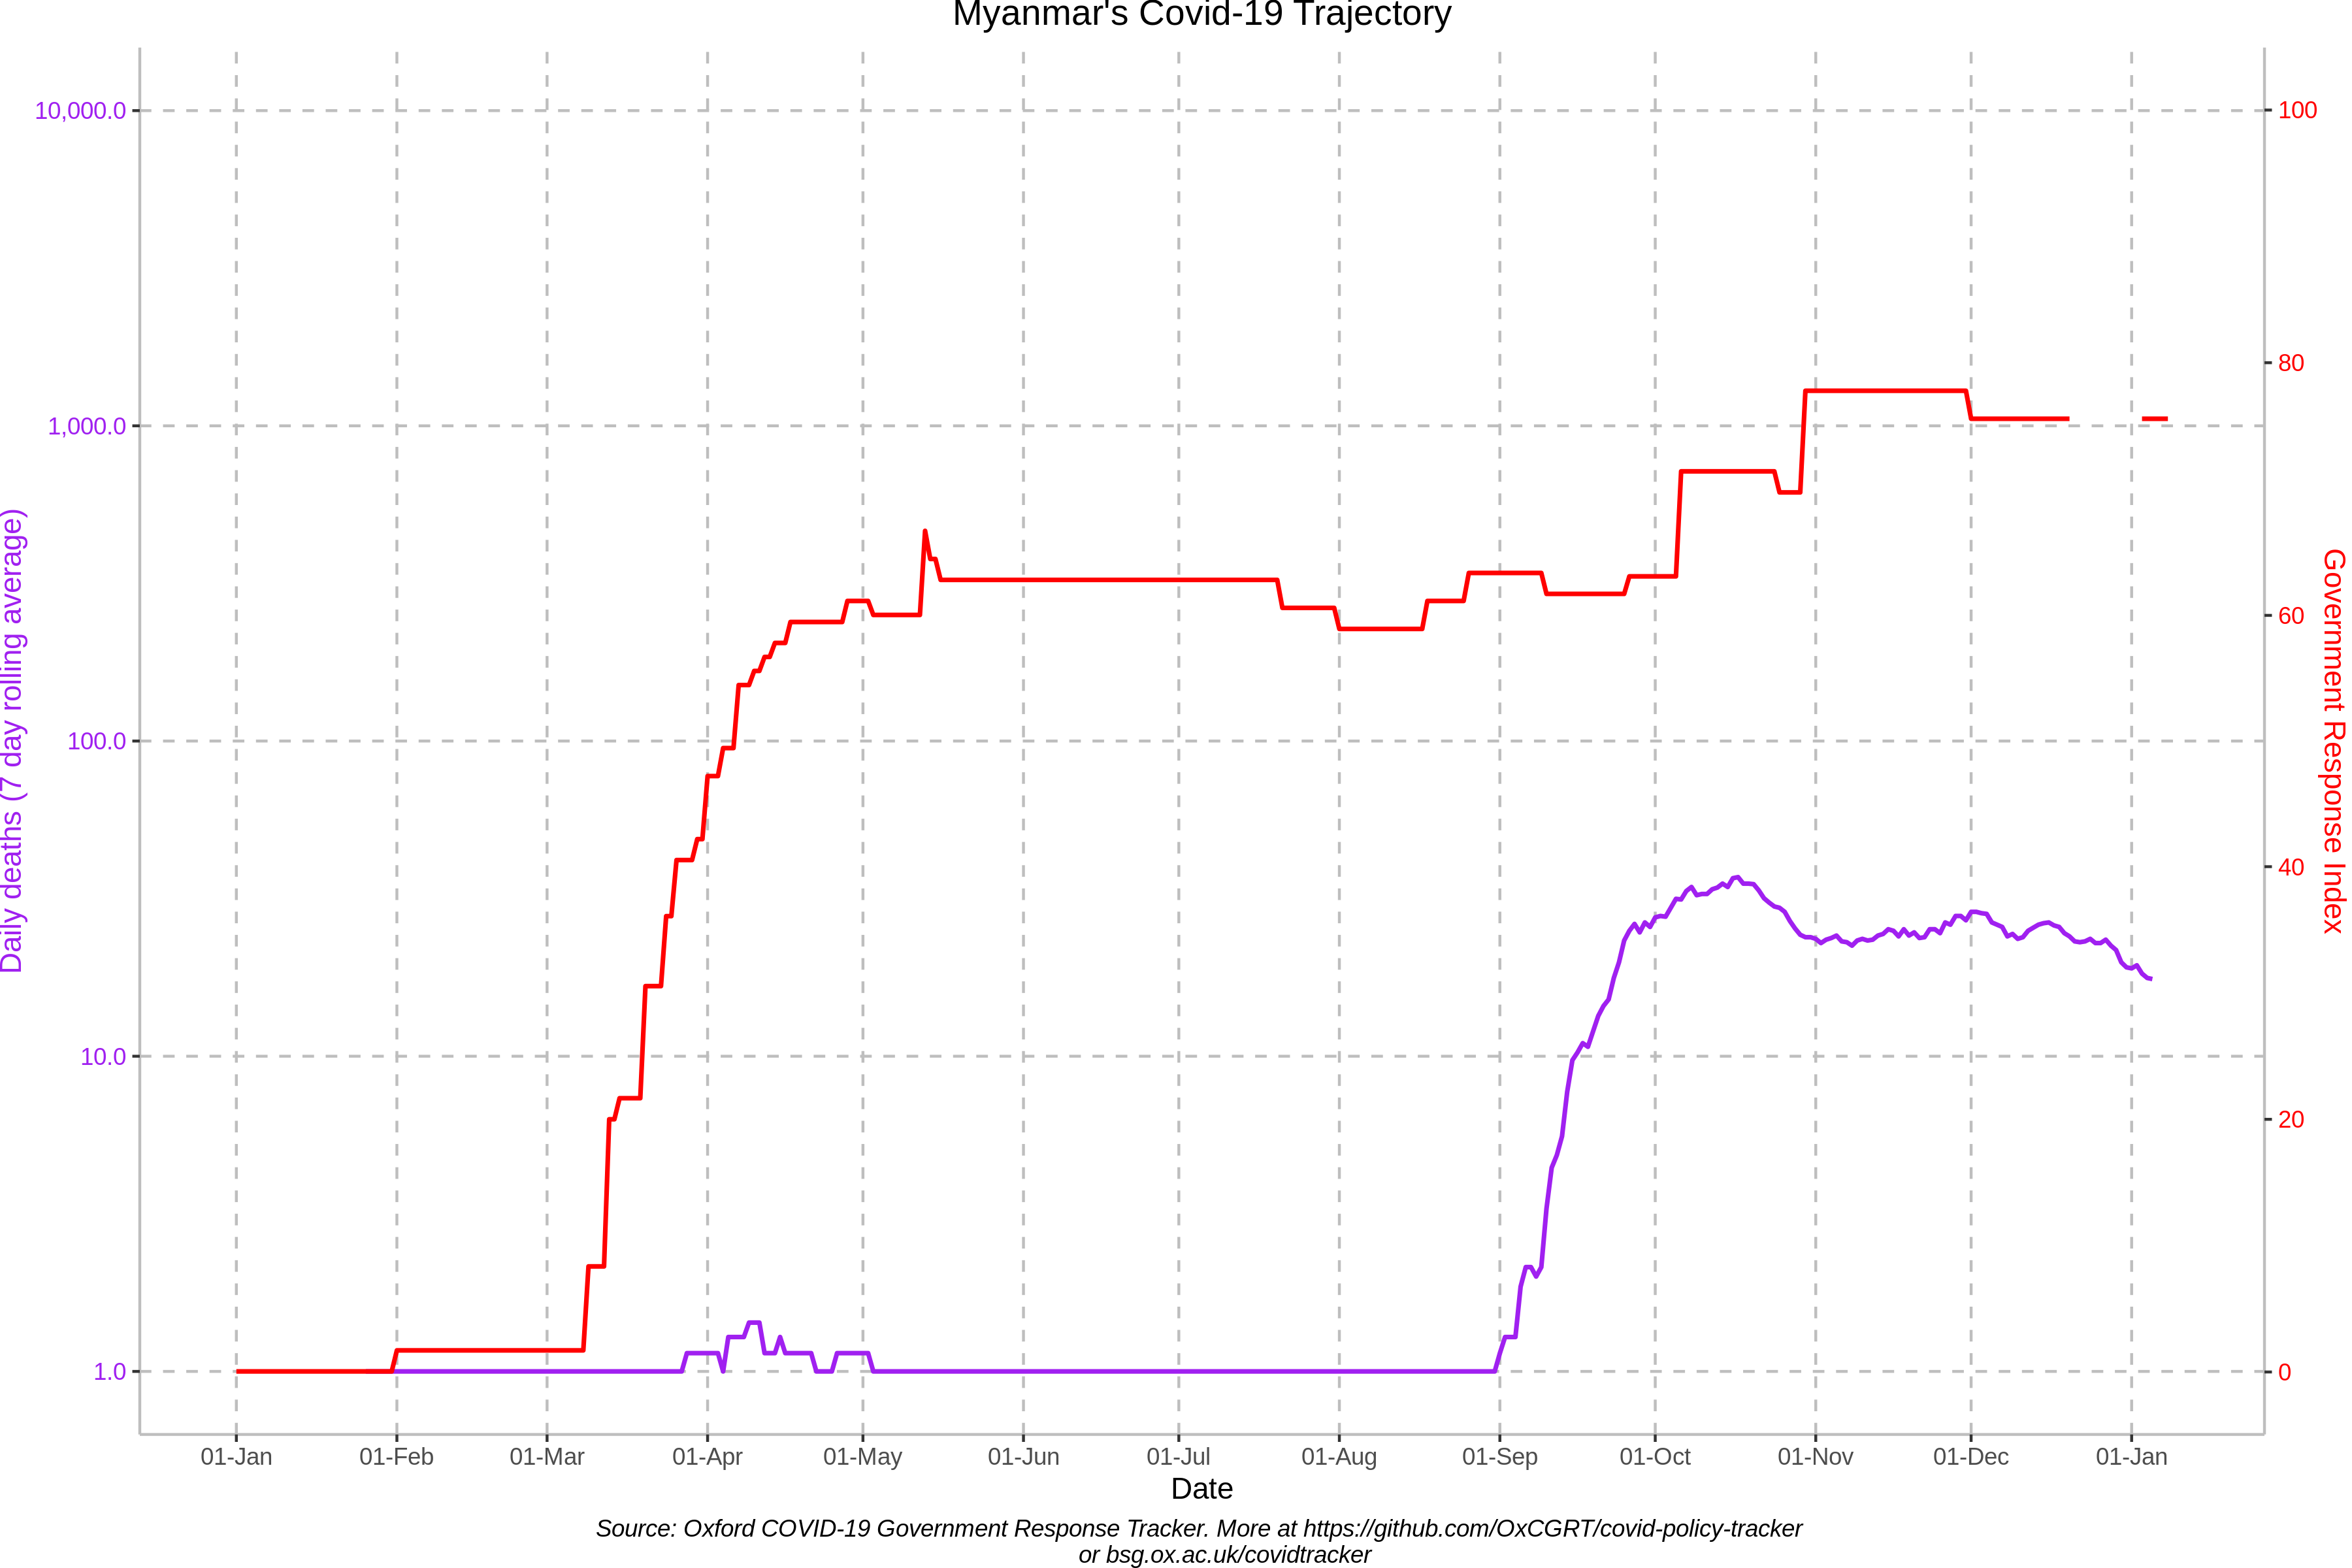 Myanmar's Covid-19 Trajectory
10,000.0
1,000.0
100.0
10.0
1.0
Daily deaths (7 day rolling average)
100
80
60
40
20
0
Government Response Index
01-Jan 01-Feb 01-Mar 01-Apr 01-May 01-Jun 01-Jul 01-Aug 01-Sep 01-Oct 01-Nov 01-Dec 01-Jan
Date
Source: Oxford COVID-19 Government Response Tracker. More at https://github.com/OxCGRT/covid-policy-tracker
or bsg.ox.ac.uk/covidtracker